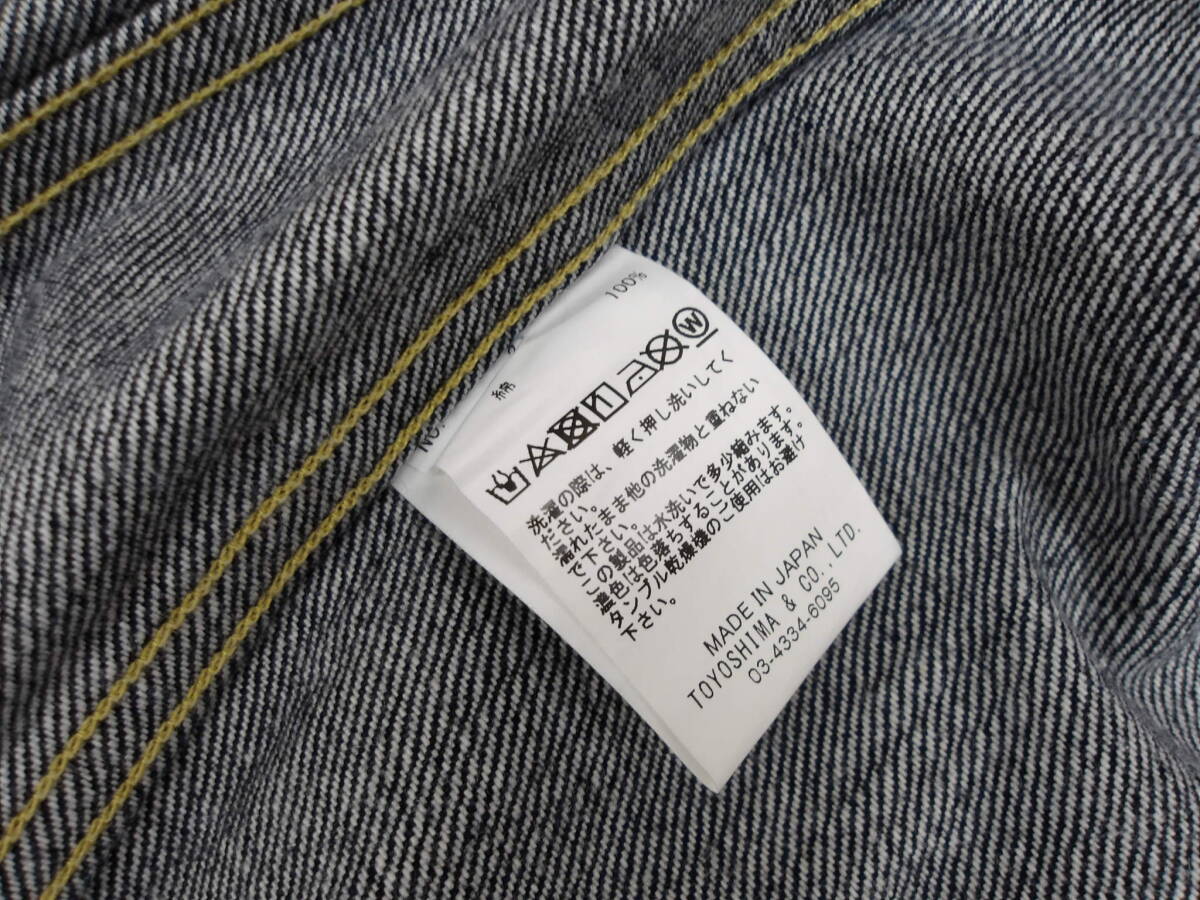 No.
綿 100%
W
洗濯の際は、軽く押し洗いしてく
ださい。
濡れたまま他の洗濯物と重ねない
で下さい。
この製品は水洗いで多少縮みます。
濃色は色落ちすることがあります。
タンブル乾燥機のご使用はお避け
下さい。
MADE IN JAPAN
TOYOSHIMA & CO., LTD.
03-4334-6095